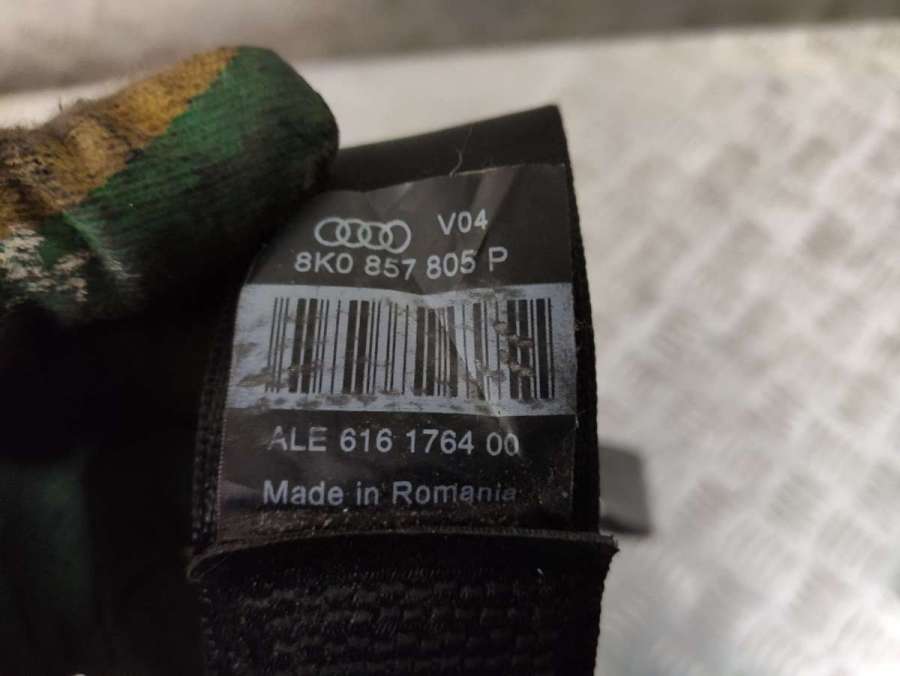 V04
8K0 857 805 P
ALE 616 1764 00
Made in Romania